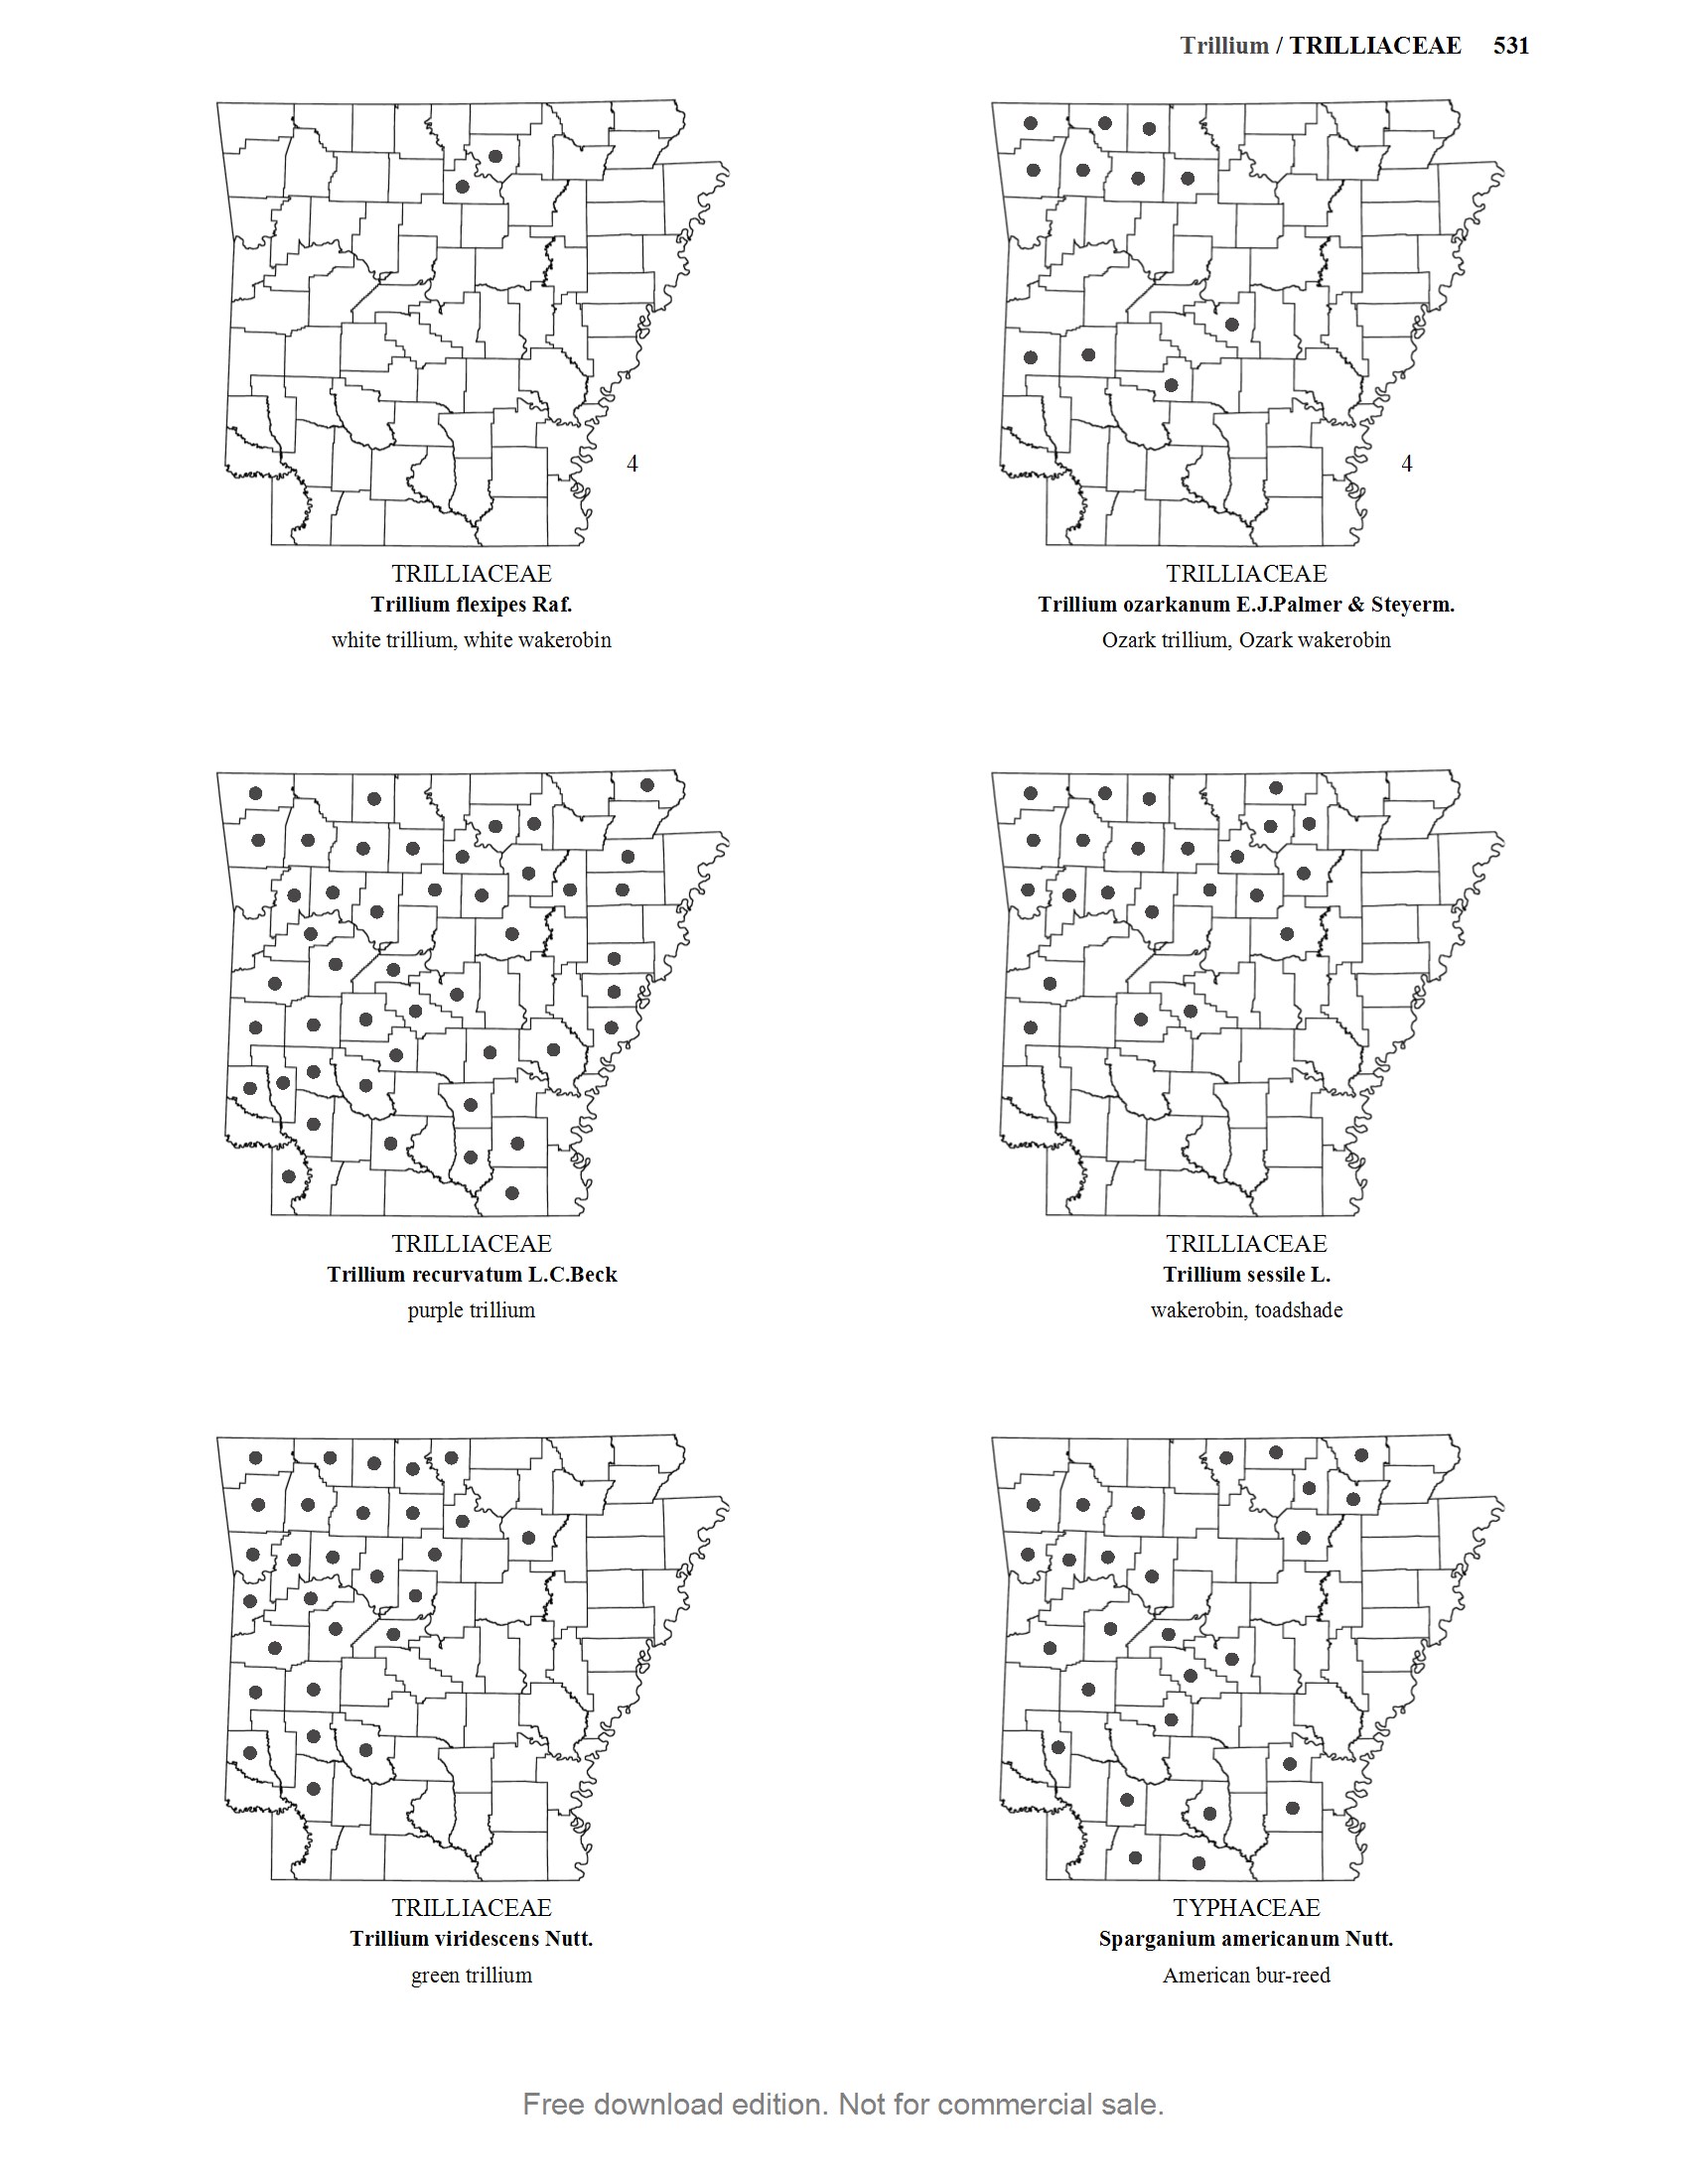 Trillium / TRILLIACEAE 531
4
TRILLIACEAE
Trillium flexipes Raf.
white trillium, white wakerobin
4
TRILLIACEAE
Trillium ozarkanum E.J.Palmer & Steyerm.
Ozark trillium, Ozark wakerobin
TRILLIACEAE
Trillium recurvatum L.C.Beck
purple trillium
TRILLIACEAE
Trillium sessile L.
wakerobin, toadshade
TRILLIACEAE
Trillium viridescens Nutt.
green trillium
TYPHACEAE
Sparganium americanum Nutt.
American bur-reed
Free download edition. Not for commercial sale.